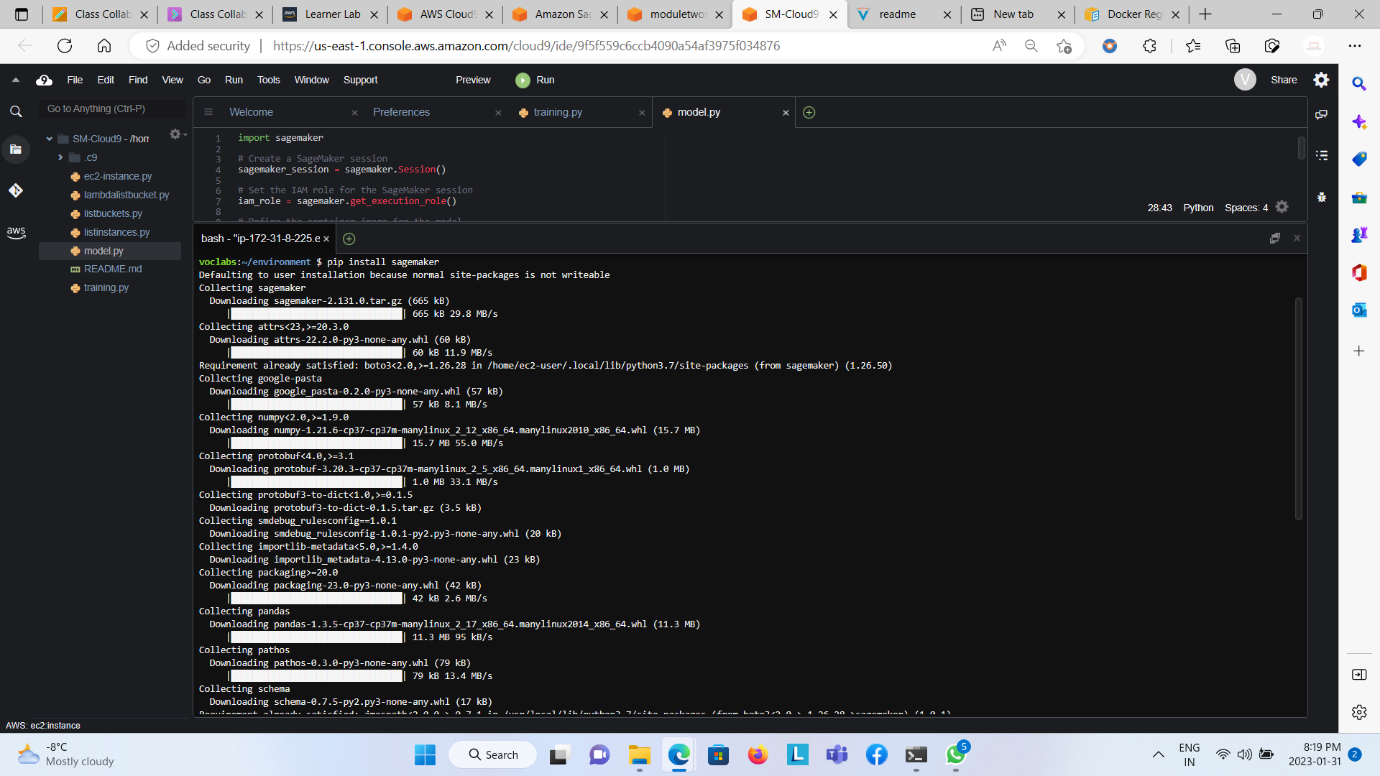 Class Collab
Class Collab
Learner Lab
AWS Cloud9
Amazon Sag
moduletwo
SM-Cloud9
readme
New tab
Docker Reg
Added security
https://us-east-1.console.aws.amazon.com/cloud9/ide/9f5f559c6ccb4090a54af3975f034876
File Edit Find View Go Run Tools Window Support Preview Run
V Share
Go to Anything (Ctrl-P)
Welcome
Preferences
training.py
model.py
SM-Cloud9 - /hom
.c9
ec2-instance.py
lambdalistbucket.py
listbuckets.py
listinstances.py
model.py
README.md
training.py
aws
1 import sagemaker
2
3 # Create a SageMaker session
4 sagemaker_session = sagemaker.Session()
5
6 # Set the IAM role for the SageMaker session
7 iam_role = sagemaker.get_execution_role()
8
28:43 Python Spaces: 4
bash - "ip-172-31-8-225.e
voclabs:~/environment $ pip install sagemaker
Defaulting to user installation because normal site-packages is not writeable
Collecting sagemaker
Downloading sagemaker-2.131.0.tar.gz (665 kB)
| | 665 kB 29.8 MB/s
Collecting attrs<23,>=20.3.0
Downloading attrs-22.2.0-py3-none-any.whl (60 kB)
| | 60 kB 11.9 MB/s
Requirement already satisfied: boto3<2.0,>=1.26.28 in /home/ec2-user/.local/lib/python3.7/site-packages (from sagemaker) (1.26.50)
Collecting google-pasta
Downloading google_pasta-0.2.0-py3-none-any.whl (57 kB)
| | 57 kB 8.1 MB/s
Collecting numpy<2.0,>=1.9.0
Downloading numpy-1.21.6-cp37-cp37m-manylinux_2_12_x86_64.manylinux2010_x86_64.whl (15.7 MB)
| | 15.7 MB 55.0 MB/s
Collecting protobuf<4.0,>=3.1
Downloading protobuf-3.20.3-cp37-cp37m-manylinux_2_5_x86_64.manylinux1_x86_64.whl (1.0 MB)
| | 1.0 MB 33.1 MB/s
Collecting protobuf3-to-dict<1.0,>=0.1.5
Downloading protobuf3-to-dict-0.1.5.tar.gz (3.5 kB)
Collecting smdebug_rulesconfig==1.0.1
Downloading smdebug_rulesconfig-1.0.1-py2.py3-none-any.whl (20 kB)
Collecting importlib-metadata<5.0,>=1.4.0
Downloading importlib_metadata-4.13.0-py3-none-any.whl (23 kB)
Collecting packaging>=20.0
Downloading packaging-23.0-py3-none-any.whl (42 kB)
| | 42 kB 2.6 MB/s
Collecting pandas
Downloading pandas-1.3.5-cp37-cp37m-manylinux_2_17_x86_64.manylinux2014_x86_64.whl (11.3 MB)
| | 11.3 MB 95 kB/s
Collecting pathos
Downloading pathos-0.3.0-py3-none-any.whl (79 kB)
| | 79 kB 13.4 MB/s
Collecting schema
Downloading schema-0.7.5-py2.py3-none-any.whl (17 kB)
AWS: ec2:instance
-8°C
Mostly cloudy
Search
5
ENG
IN
8:19 PM
2023-01-31
2